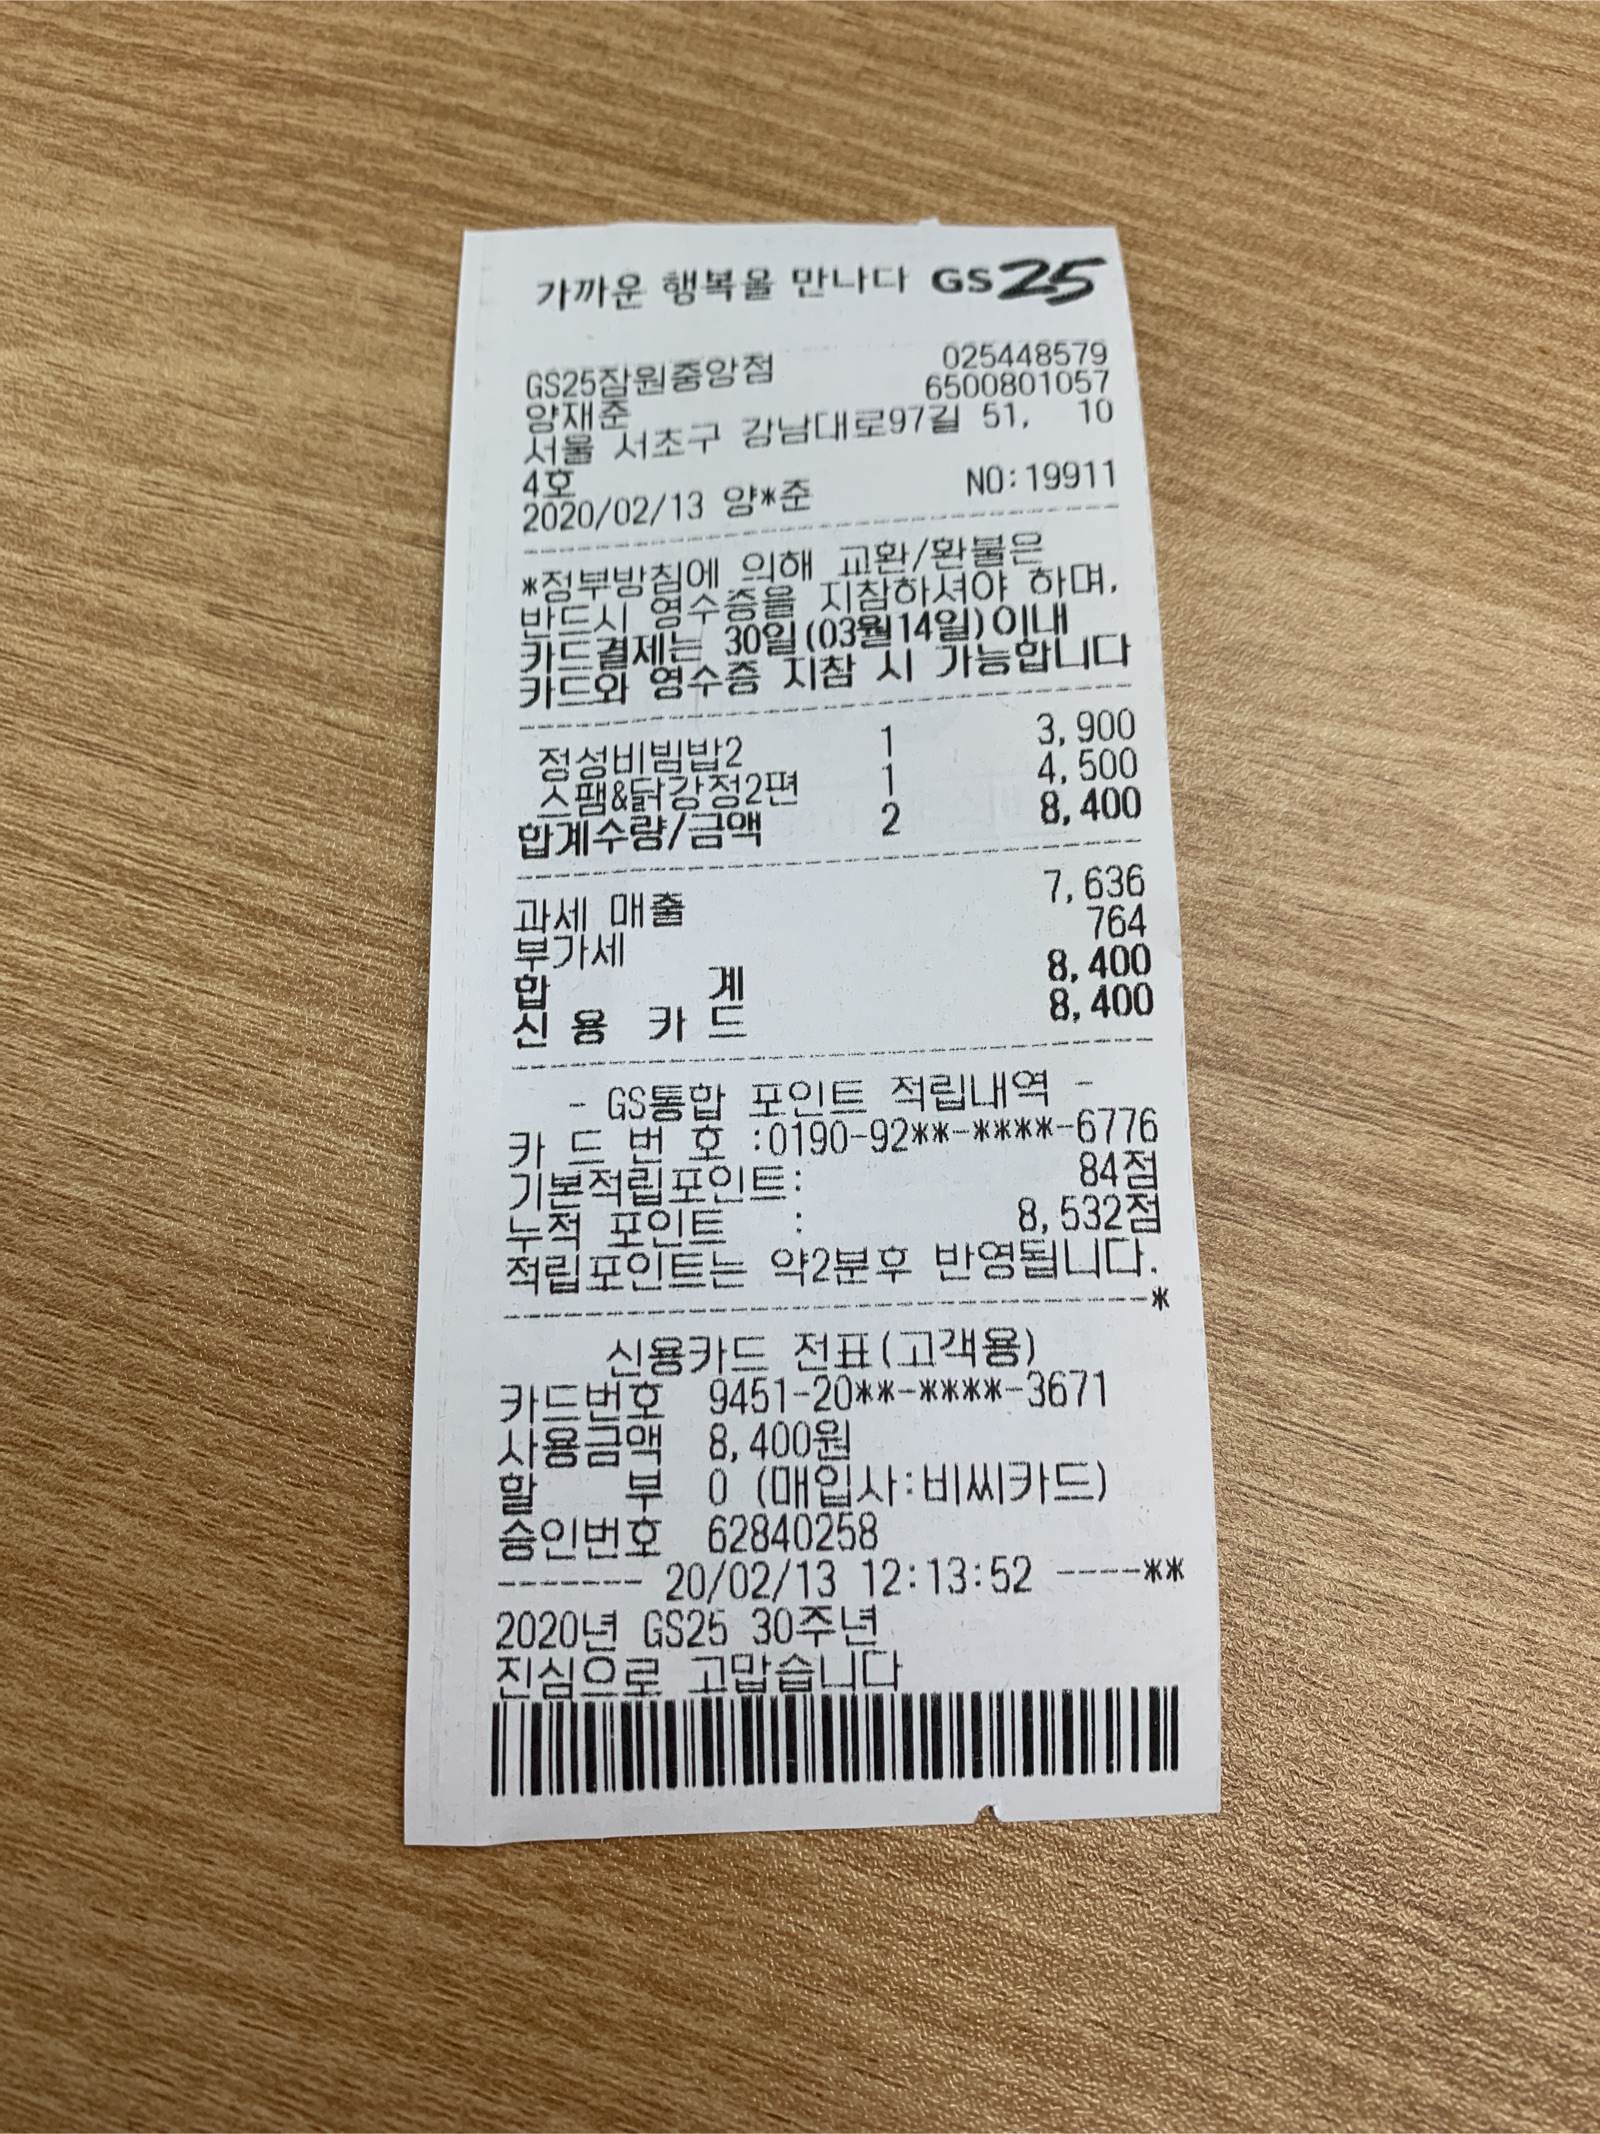 가까운 행복을 만나다 GS25
GS25잠원중앙점 025448579
양재준 6500801057
서울 서초구 강남대로97길 51, 10
4호
2020/02/13 양*준 NO:19911
*정부방침에 의해 교환/환불은
반드시 영수증을 지참하셔야 하며,
카드결제는 30일(03월14일)이내
카드와 영수증 지참 시 가능합니다
정성비빔밥2 1 3,900
스팸&닭강정2편 1 4,500
합계수량/금액 2 8,400
과세 매출 7,636
부가세 764
합 계 8,400
신 용 카 드 8,400
- GS통합 포인트 적립내역 -
카 드 번 호 :0190-92**-****-6776
기본적립포인트: 84점
누적 포인트 : 8,532점
적립포인트는 약2분후 반영됩니다.
*
신용카드 전표(고객용)
카드번호 9451-20**-****-3671
사용금액 8,400원
할 부 0 (매입사:비씨카드)
승인번호 62840258
------- 20/02/13 12:13:52 ----**
2020년 GS25 30주년
진심으로 고맙습니다